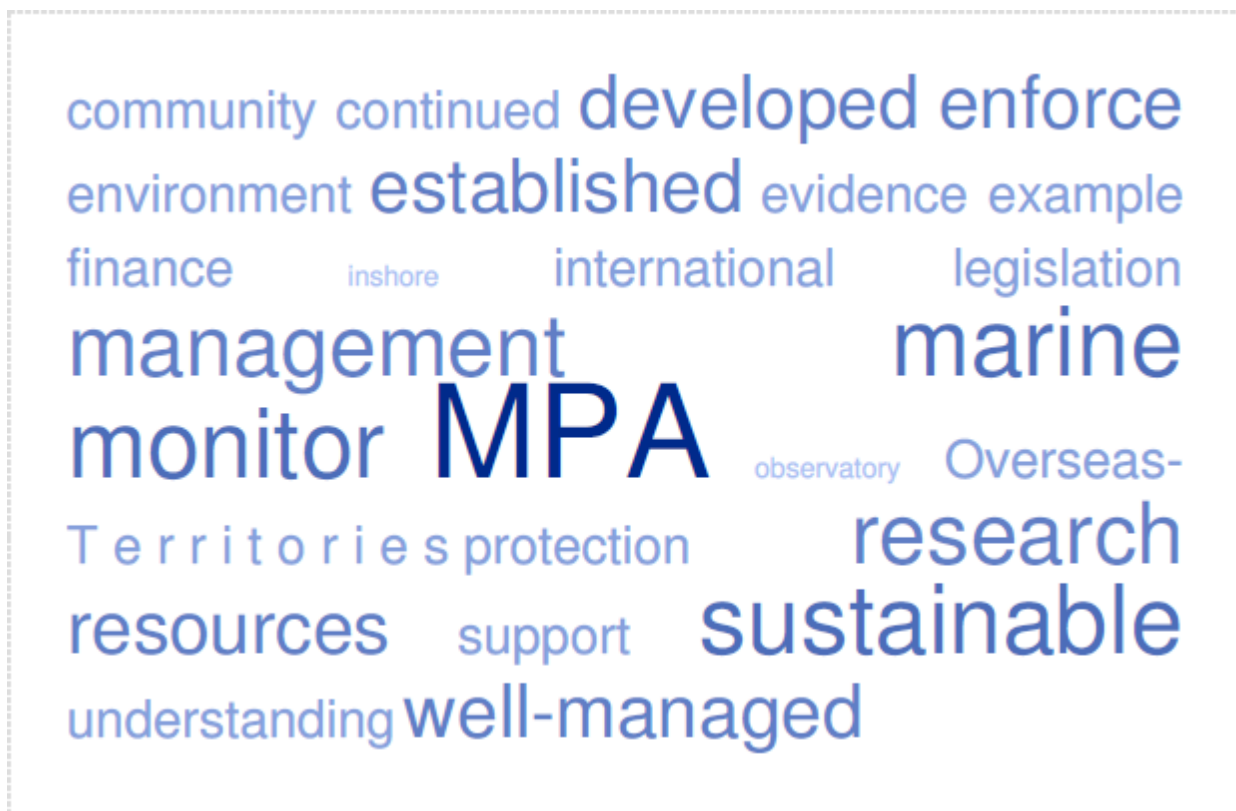 community continued developed enforce
environment established evidence example
finance inshore international legislation
management marine
monitor MPA observatory Overseas-
Territories protection research
resources support sustainable
understanding well-managed